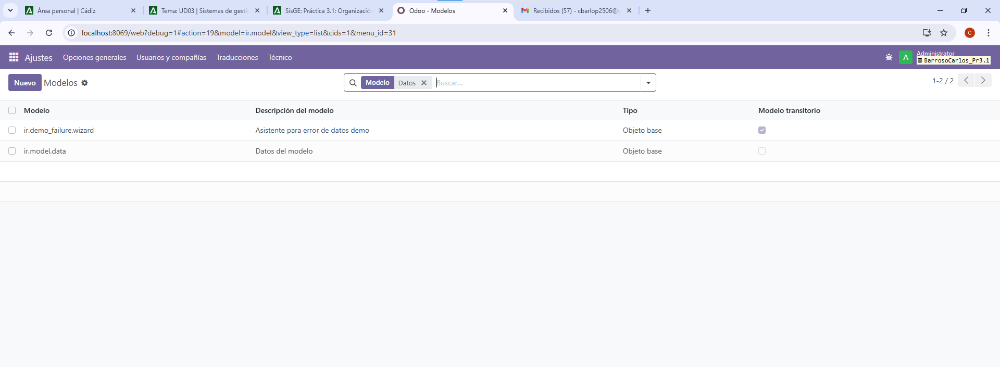 Área personal | Cádiz
Tema: UD03 | Sistemas de gesti
SisGE: Práctica 3.1: Organización
Odoo - Modelos
Recibidos (57) - cbarlop2506@g
localhost:8069/web?debug=1#action=19&model=ir.model&view_type=list&cids=1&menu_id=31
C
Ajustes Opciones generales Usuarios y compañías Traducciones Técnico
A
Administrator
BarrosoCarlos_Pr3.1
Nuevo Modelos
Modelo Datos
Buscar...
1-2 / 2
Modelo Descripción del modelo Tipo Modelo transitorio
ir.demo_failure.wizard Asistente para error de datos demo Objeto base
ir.model.data Datos del modelo Objeto base